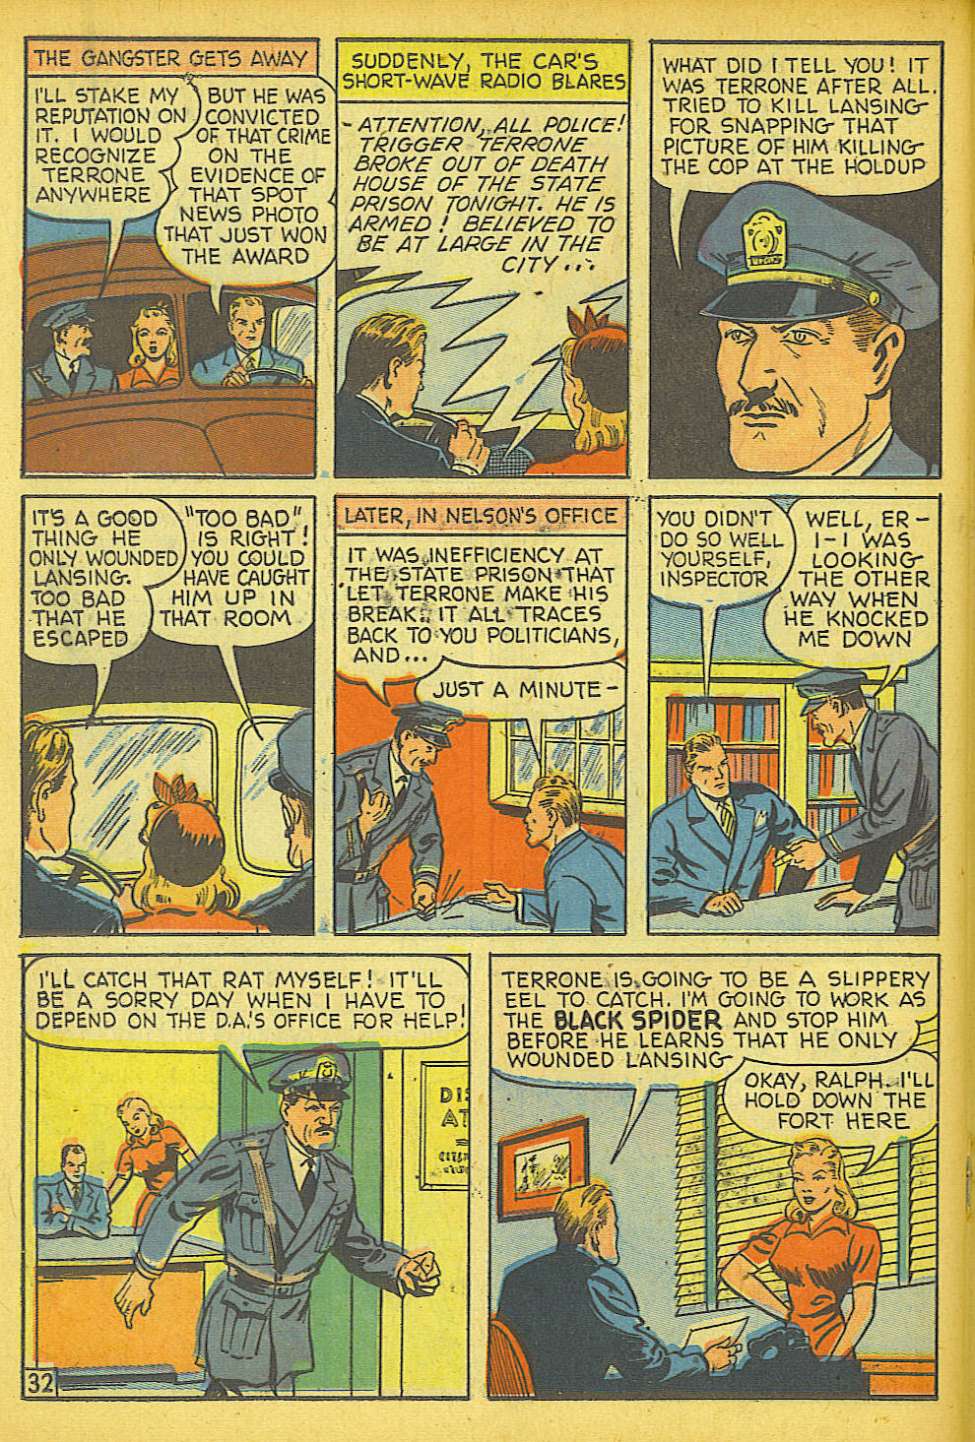 THE GANGSTER GETS AWAY
I'LL STAKE MY
REPUTATION ON
IT. I WOULD
RECOGNIZE
TERRONE
ANYWHERE
BUT HE WAS
CONVICTED
OF THAT CRIME
ON THE
EVIDENCE OF
THAT SPOT
NEWS PHOTO
THAT JUST WON
THE AWARD
SUDDENLY, THE CAR'S
SHORT-WAVE RADIO BLARES
- ATTENTION, ALL POLICE!
TRIGGER TERRONE
BROKE OUT OF DEATH
HOUSE OF THE STATE
PRISON TONIGHT. HE IS
ARMED! BELIEVED TO
BE AT LARGE IN THE
CITY...
WHAT DID I TELL YOU! IT
WAS TERRONE AFTER ALL.
TRIED TO KILL LANSING
FOR SNAPPING THAT
PICTURE OF HIM KILLING
THE COP AT THE HOLDUP
IT'S A GOOD
THING HE
ONLY WOUNDED
LANSING.
TOO BAD
THAT HE
ESCAPED
"TOO BAD"
IS RIGHT!
YOU COULD
HAVE CAUGHT
HIM UP IN
THAT ROOM
LATER, IN NELSON'S OFFICE
IT WAS INEFFICIENCY AT
THE STATE PRISON THAT
LET TERRONE MAKE HIS
BREAK. IT ALL TRACES
BACK TO YOU POLITICIANS,
AND...
JUST A MINUTE-
YOU DIDN'T
DO SO WELL
YOURSELF,
INSPECTOR
WELL, ER-
I-I WAS
LOOKING
THE OTHER
WAY WHEN
HE KNOCKED
ME DOWN
I'LL CATCH THAT RAT MYSELF! IT'LL
BE A SORRY DAY WHEN I HAVE TO
DEPEND ON THE D.A.'S OFFICE FOR HELP!
DIS
AT
TERRONE IS GOING TO BE A SLIPPERY
EEL TO CATCH. I'M GOING TO WORK AS
THE BLACK SPIDER AND STOP HIM
BEFORE HE LEARNS THAT HE ONLY
WOUNDED LANSING
OKAY, RALPH. I'LL
HOLD DOWN THE
FORT HERE
32